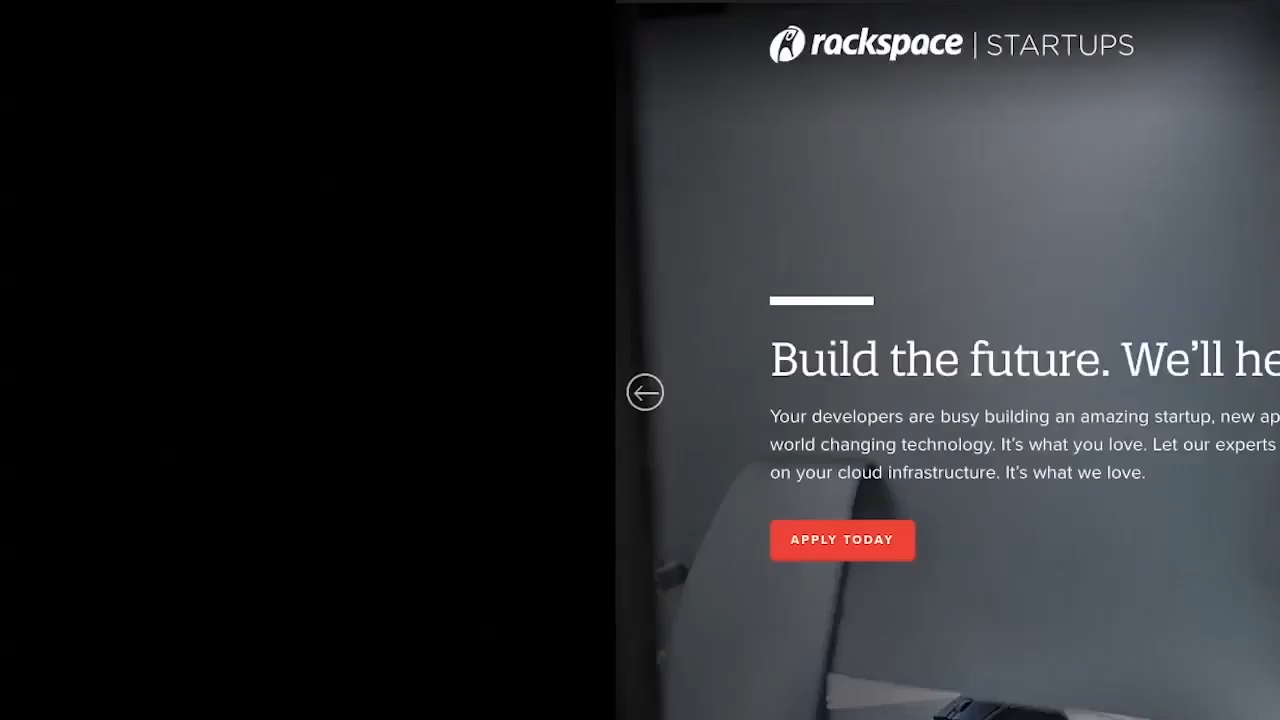 rackspace | STARTUPS
Build the future. We'll he
Your developers are busy building an amazing startup, new ap
world changing technology. It's what you love. Let our experts
on your cloud infrastructure. It's what we love.
APPLY TODAY